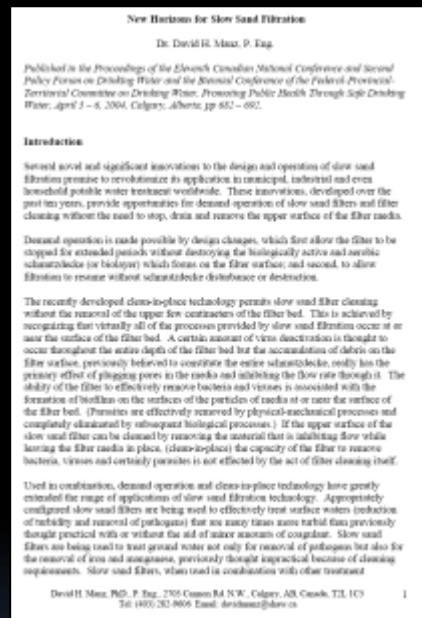 New Horizons for Slow Sand Filtration
Dr. David H. Manz, P. Eng.
Published in the Proceedings of the Eleventh Canadian National Conference and Second
Policy Forum on Drinking Water and the Biennial Conference of the Federal-Provincial-
Territorial Committee on Drinking Water, Promoting Public Health Through Safe Drinking
Water, April 3 – 6, 2004, Calgary, Alberta, pp 682 – 692.
Introduction
Several novel and significant innovations to the design and operation of slow sand
filtration promise to revolutionize its application in municipal, industrial and even
household potable water treatment worldwide. These innovations, developed over the
past ten years, provide opportunities for demand operation of slow sand filters and filter
cleaning without the need to stop, drain and remove the upper surface of the filter media.
Demand operation is made possible by design changes, which first allow the filter to be
stopped for extended periods without destroying the biologically active and aerobic
schmutzdecke (or biolayer) which forms on the filter surface; and second, to allow
filtration to resume without schmutzdecke disturbance or destruction.
The recently developed clean-in-place technology permits slow sand filter cleaning
without the removal of the upper few centimeters of the filter bed. This is achieved by
recognizing that virtually all of the processes provided by slow sand filtration occur at or
near the surface of the filter bed. A certain amount of virus deactivation is thought to
occur throughout the entire depth of the filter bed but the accumulation of debris on the
filter surface, previously believed to constitute the entire schmutzdecke, really has the
primary effect of plugging pores in the media and inhibiting the flow rate through it. The
ability of the filter to effectively remove bacteria and viruses is associated with the
formation of biofilms on the surfaces of the particles of media at or near the surface of
the filter bed. (Parasites are effectively removed by physical-mechanical processes and
completely eliminated by subsequent biological processes.) If the upper surface of the
slow sand filter can be cleaned by removing the material that is inhibiting flow while
leaving the filter media in place, (clean-in-place) the capacity of the filter to remove
bacteria, viruses and certainly parasites is not effected by the act of filter cleaning itself.
Used in combination, demand operation and clean-in-place technology have greatly
extended the range of applications of slow sand filtration technology. Appropriately
configured slow sand filters are being used to effectively treat surface waters (reduction
of turbidity and removal of pathogens) that are many times more turbid than previously
thought practical with or without the aid of minor amounts of coagulant. Slow sand
filters are being used to treat ground water not only for removal of pathogens but also for
the removal of iron and manganese, previously thought impractical because of cleaning
requirements. Slow sand filters, when used in combination with other treatment
David H. Manz, PhD., P. Eng., 2705 Cannon Rd. N.W., Calgary, AB, Canada, T2L 1C5 1
Tel: (403) 282-9606 Email: davidmanz@shaw.ca